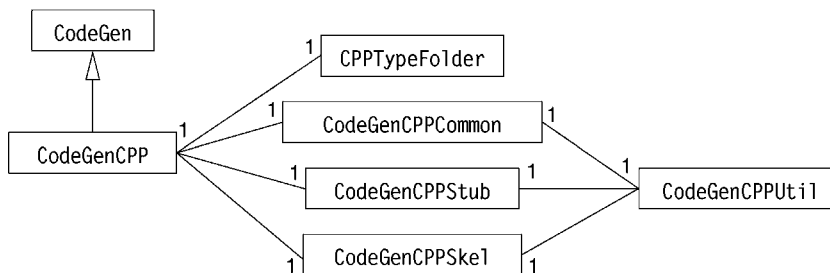 CodeGen
1
CPPTypeFolder
1
1
CodeGenCPPCommon
1
CodeGenCPP
1
CodeGenCPPStub
1
1
CodeGenCPPUtil
1
CodeGenCPPSkel
1